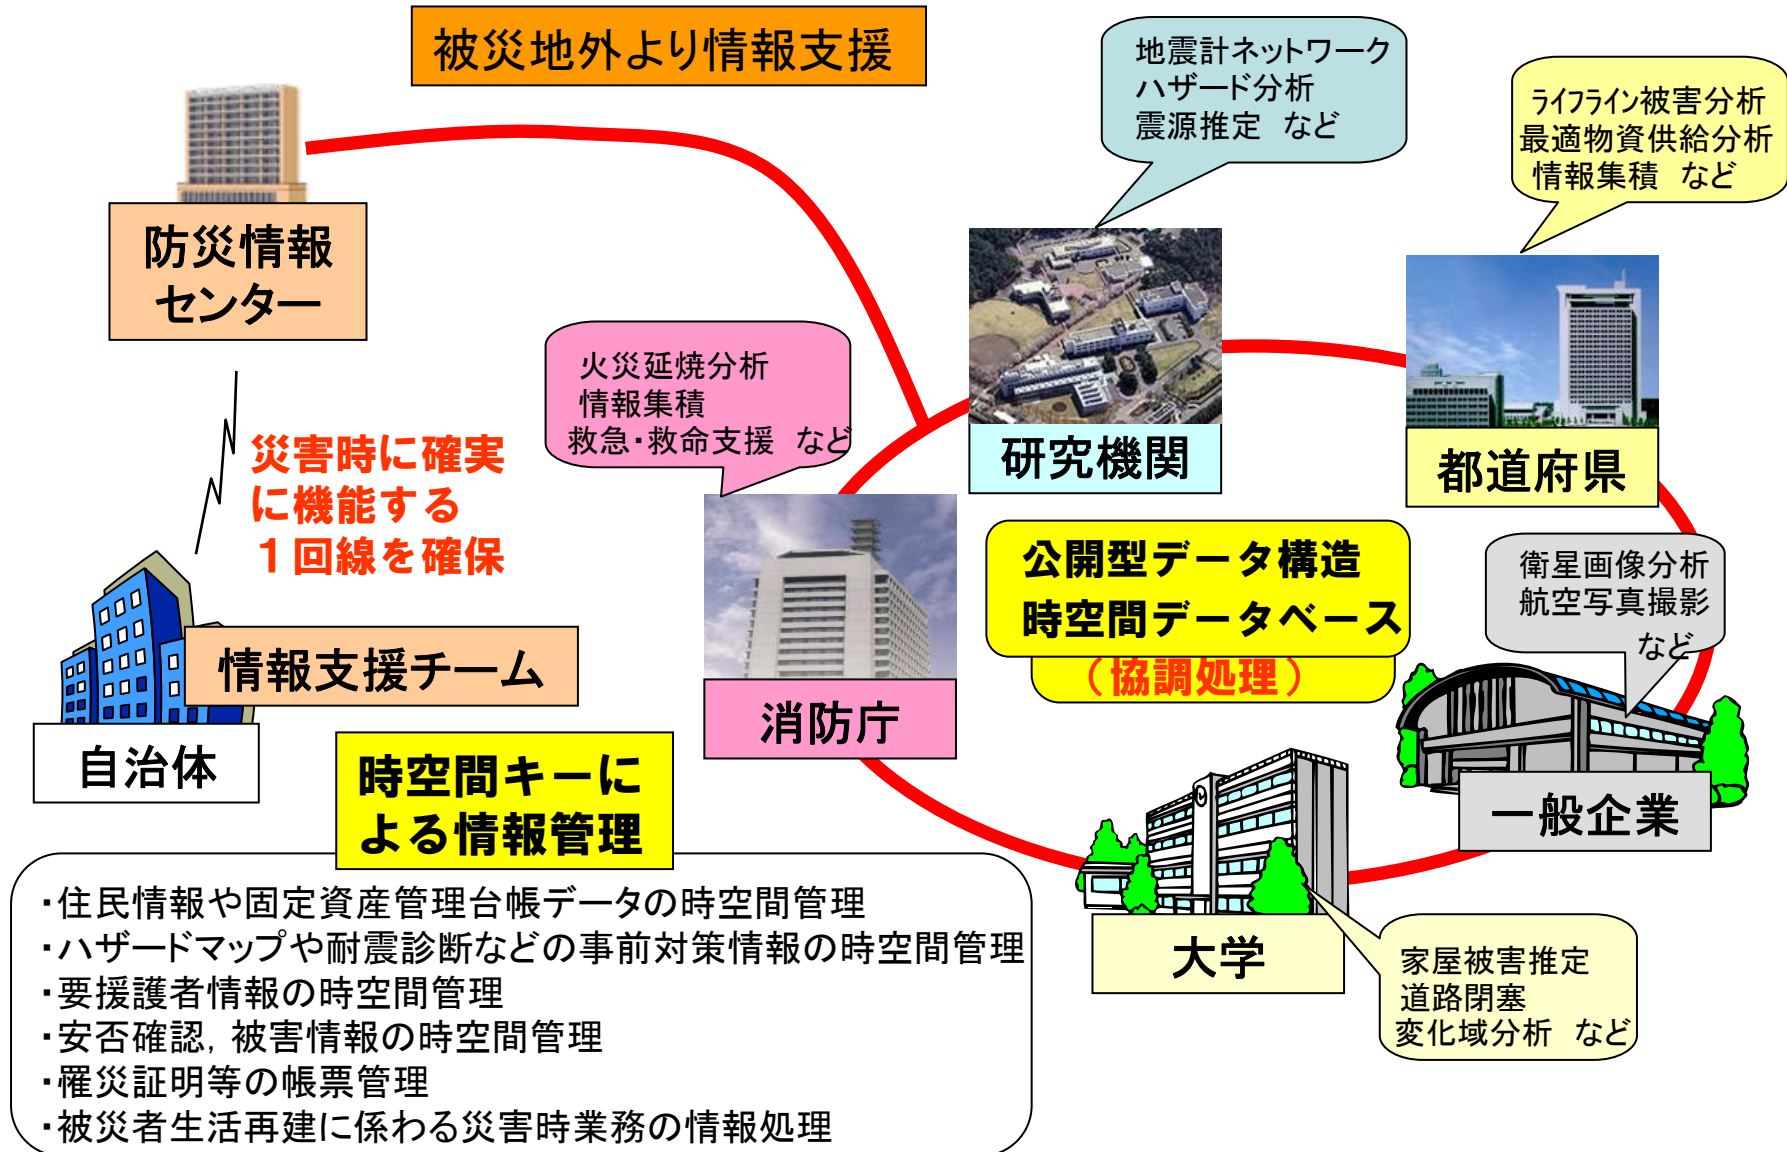 被災地外より情報支援
地震計ネットワーク
ハザード分析
震源推定　など
ライフライン被害分析
最適物資供給分析
情報集積　など
防災情報
センター
火災延焼分析
情報集積
救急・救命支援　など
研究機関
都道府県
災害時に確実
に機能する
１回線を確保
公開型データ構造
時空間データベース
（協調処理）
衛星画像分析
航空写真撮影
など
情報支援チーム
自治体
消防庁
時空間キーに
よる情報管理
一般企業
大学
家屋被害推定
道路閉塞
変化域分析　など
・住民情報や固定資産管理台帳データの時空間管理
・ハザードマップや耐震診断などの事前対策情報の時空間管理
・要援護者情報の時空間管理
・安否確認，被害情報の時空間管理
・罹災証明等の帳票管理
・被災者生活再建に係わる災害時業務の情報処理